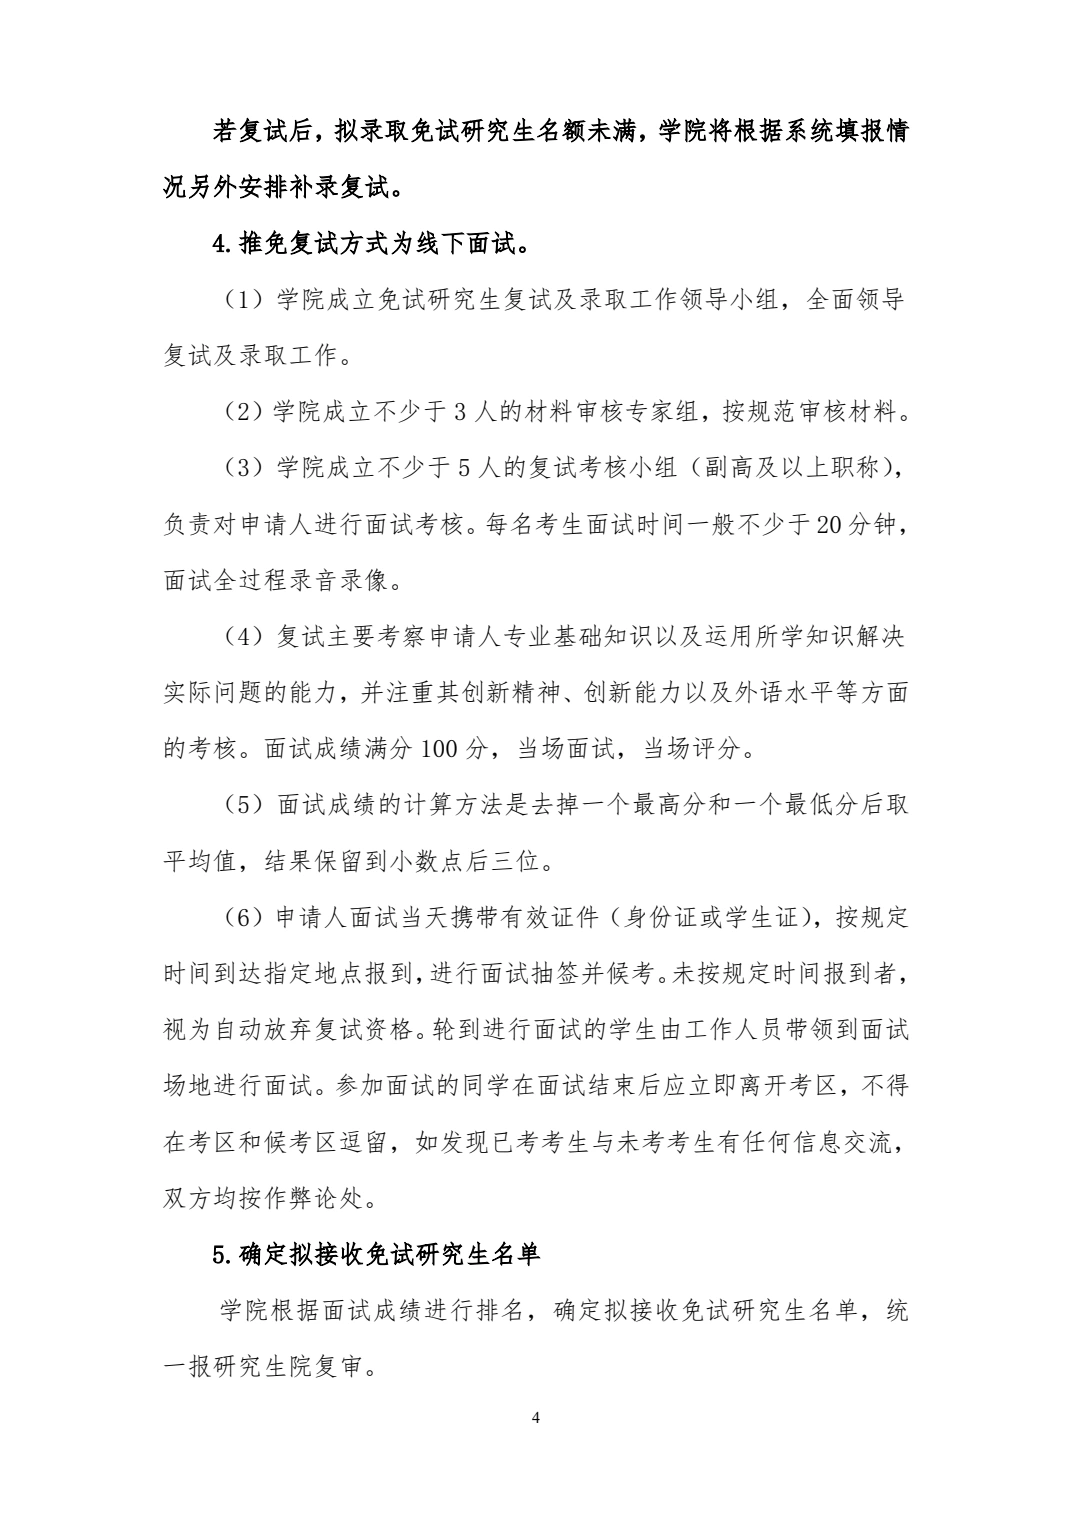 若复试后，拟录取免试研究生名额未满，学院将根据系统填报情
况另外安排补录复试。
4.推免复试方式为线下面试。
（1）学院成立免试研究生复试及录取工作领导小组，全面领导
复试及录取工作。
（2）学院成立不少于 3 人的材料审核专家组，按规范审核材料。
（3）学院成立不少于 5 人的复试考核小组（副高及以上职称），
负责对申请人进行面试考核。每名考生面试时间一般不少于 20 分钟，
面试全过程录音录像。
（4）复试主要考察申请人专业基础知识以及运用所学知识解决
实际问题的能力，并注重其创新精神、创新能力以及外语水平等方面
的考核。面试成绩满分 100 分，当场面试，当场评分。
（5）面试成绩的计算方法是去掉一个最高分和一个最低分后取
平均值，结果保留到小数点后三位。
（6）申请人面试当天携带有效证件（身份证或学生证），按规定
时间到达指定地点报到，进行面试抽签并候考。未按规定时间报到者，
视为自动放弃复试资格。轮到进行面试的学生由工作人员带领到面试
场地进行面试。参加面试的同学在面试结束后应立即离开考区，不得
在考区和候考区逗留，如发现已考考生与未考考生有任何信息交流，
双方均按作弊论处。
5.确定拟接收免试研究生名单
学院根据面试成绩进行排名，确定拟接收免试研究生名单，统
一报研究生院复审。
4